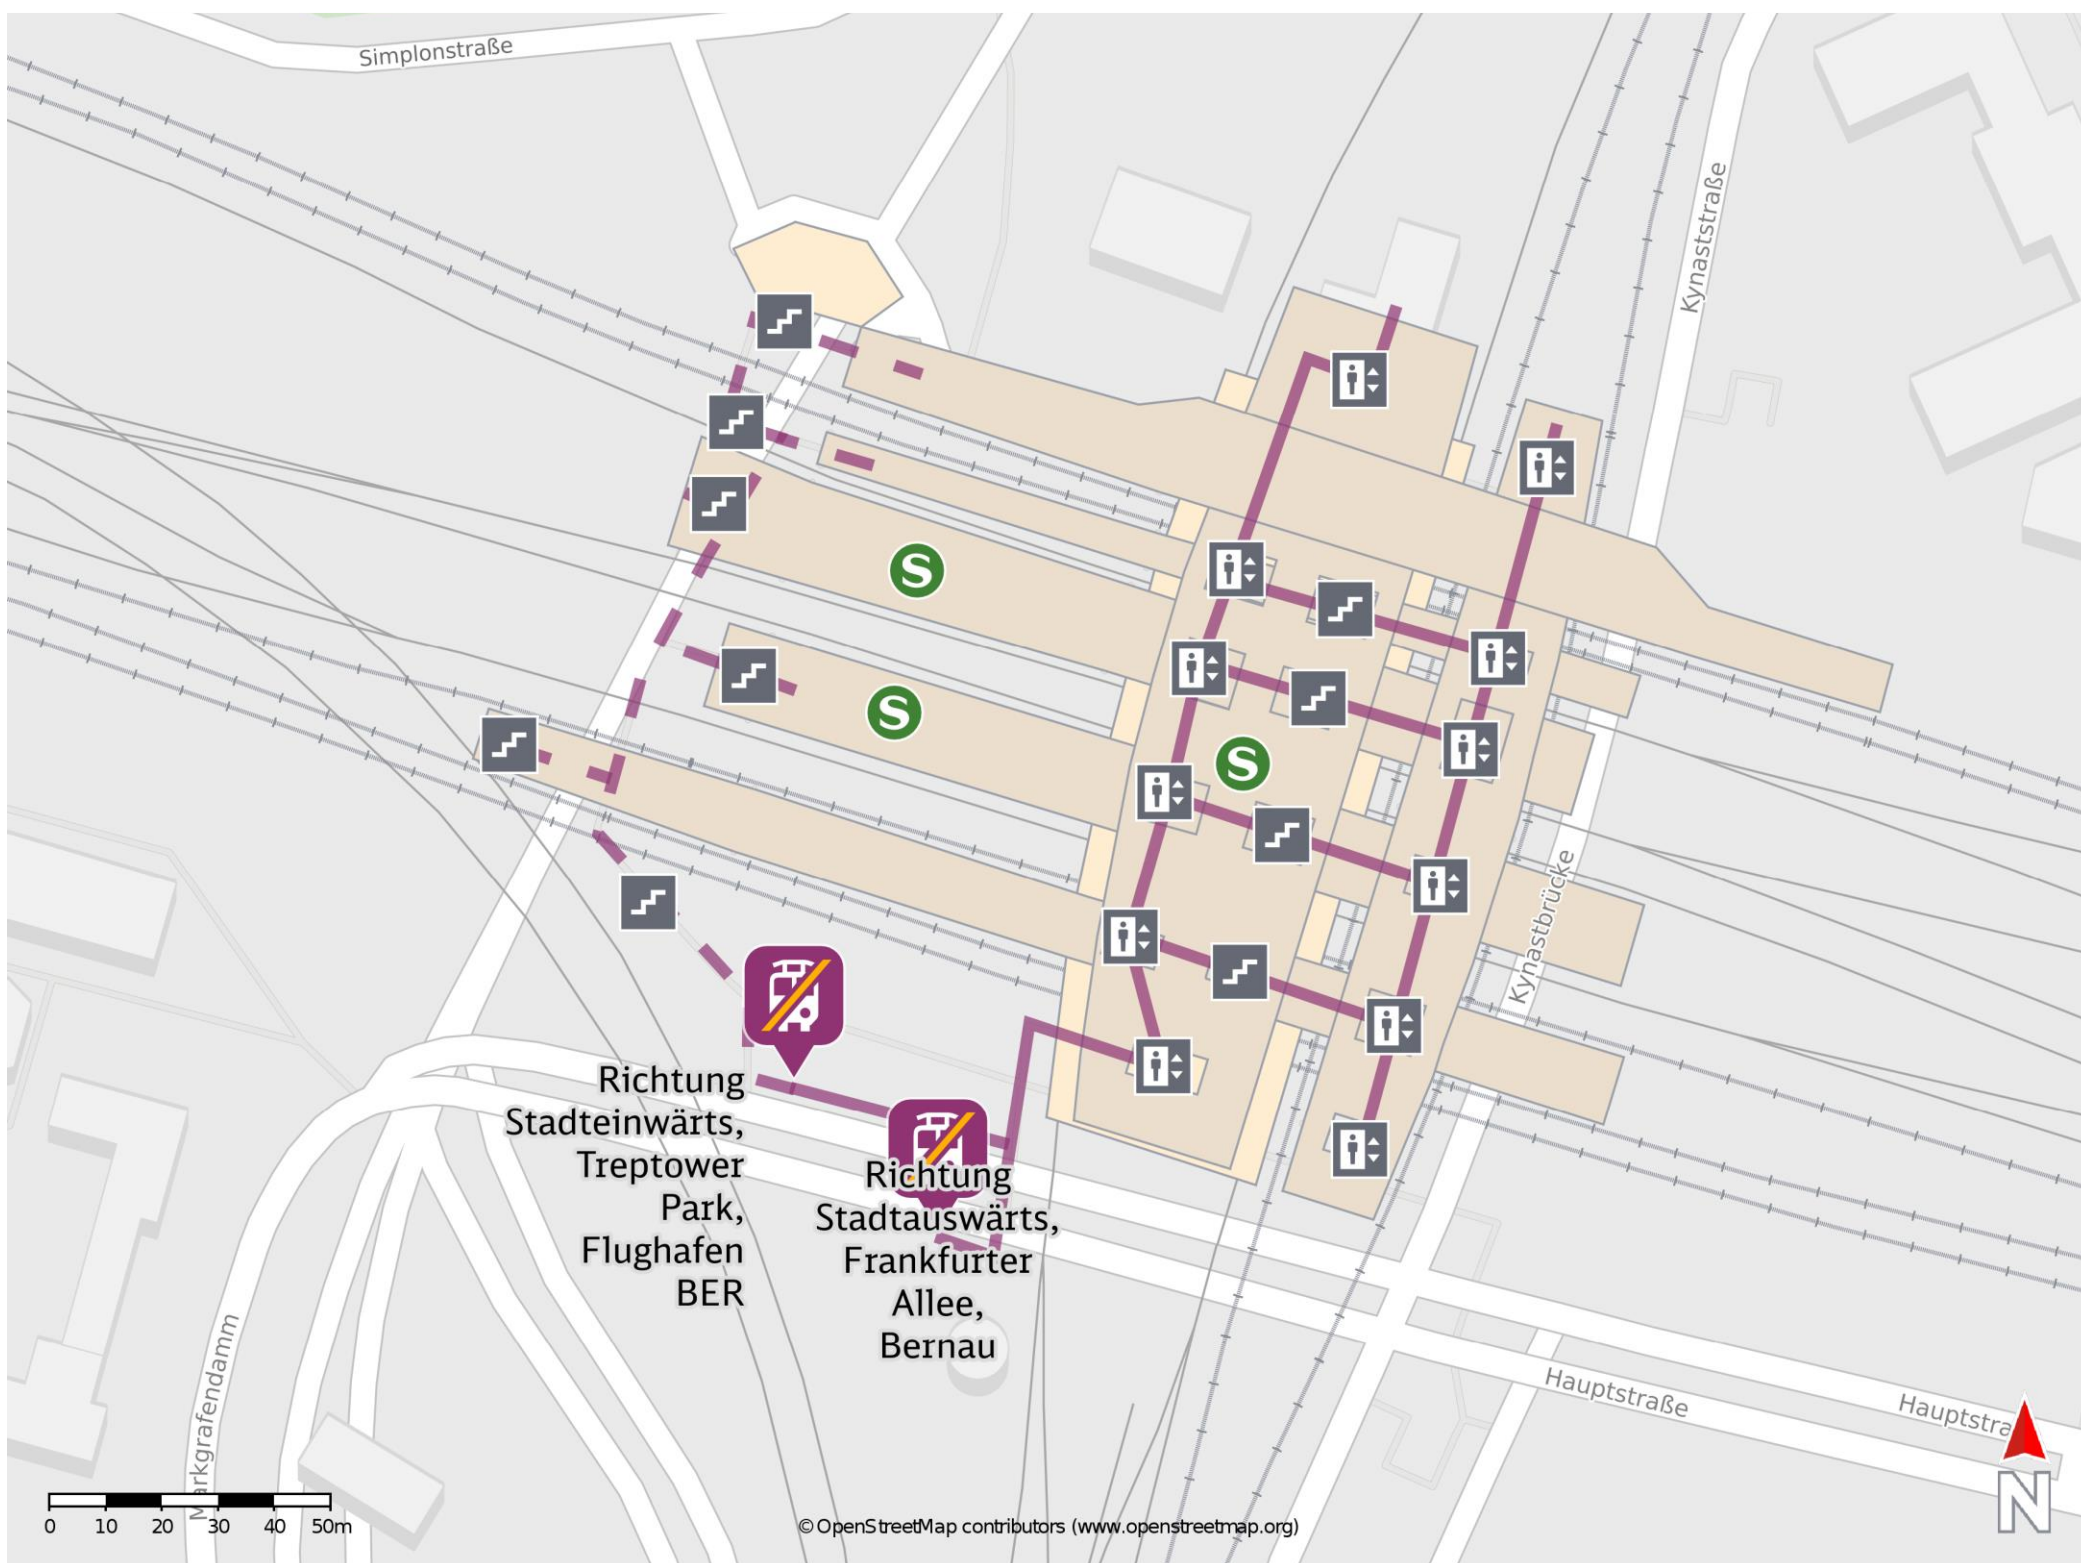 Simplonstraße
Kynaststraße
S
S
S
Kynastbrücke
Richtung
Stadteinwärts,
Treptower
Park,
Flughafen
BER
Richtung
Stadtauswärts,
Frankfurter
Allee,
Bernau
Markgrafendamm
Hauptstraße
Hauptstra
N
0 10 20 30 40 50m
© OpenStreetMap contributors (www.openstreetmap.org)